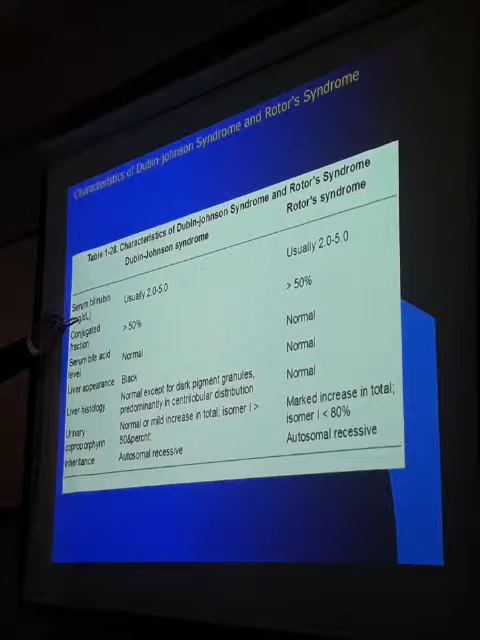 Characteristics of Dubin-johnson Syndrome and Rotor's Syndrome
Table 1-28. Characteristics of Dubin-johnson Syndrome and Rotor's Syndrome
Dubin-Johnson syndrome Rotor's syndrome
Serum bilirubin Usually 2.0-5.0 Usually 2.0-5.0
(mg/dL)
Conjugated > 50% > 50%
fraction
Serum bile acid Normal Normal
level
Liver appearance Black Normal
Liver histology Normal except for dark pigment granules, Normal
predominantly in centrilobular distribution
Urinary Normal or mild increase in total; isomer I > Marked increase in total;
coproporphyrin 80&percnt; isomer I < 80%
Inheritance Autosomal recessive Autosomal recessive